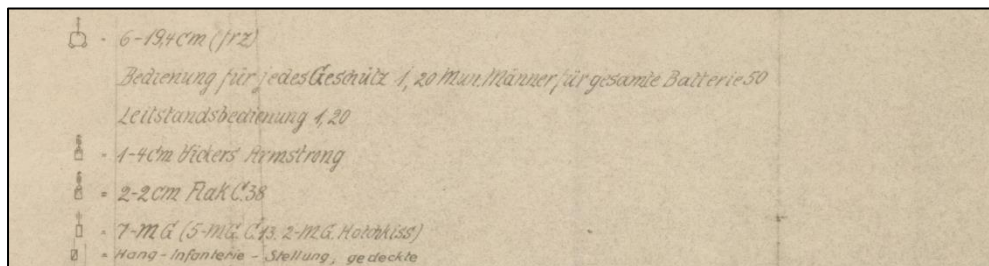 - 6-19,4cm (frz)
Bedienung für jedes Geschütz 1,20 Mun. Männer für gesamte Batterie 50
Leitstandsbedienung 1,20
- 1-4cm Vickers Armstrong
= 2-2cm Flak C.38
= 7-M.G. (5-M.G. C.13. 2-M.G. Hotchkiss)
= Hang-Infanterie-Stellung, gedeckte